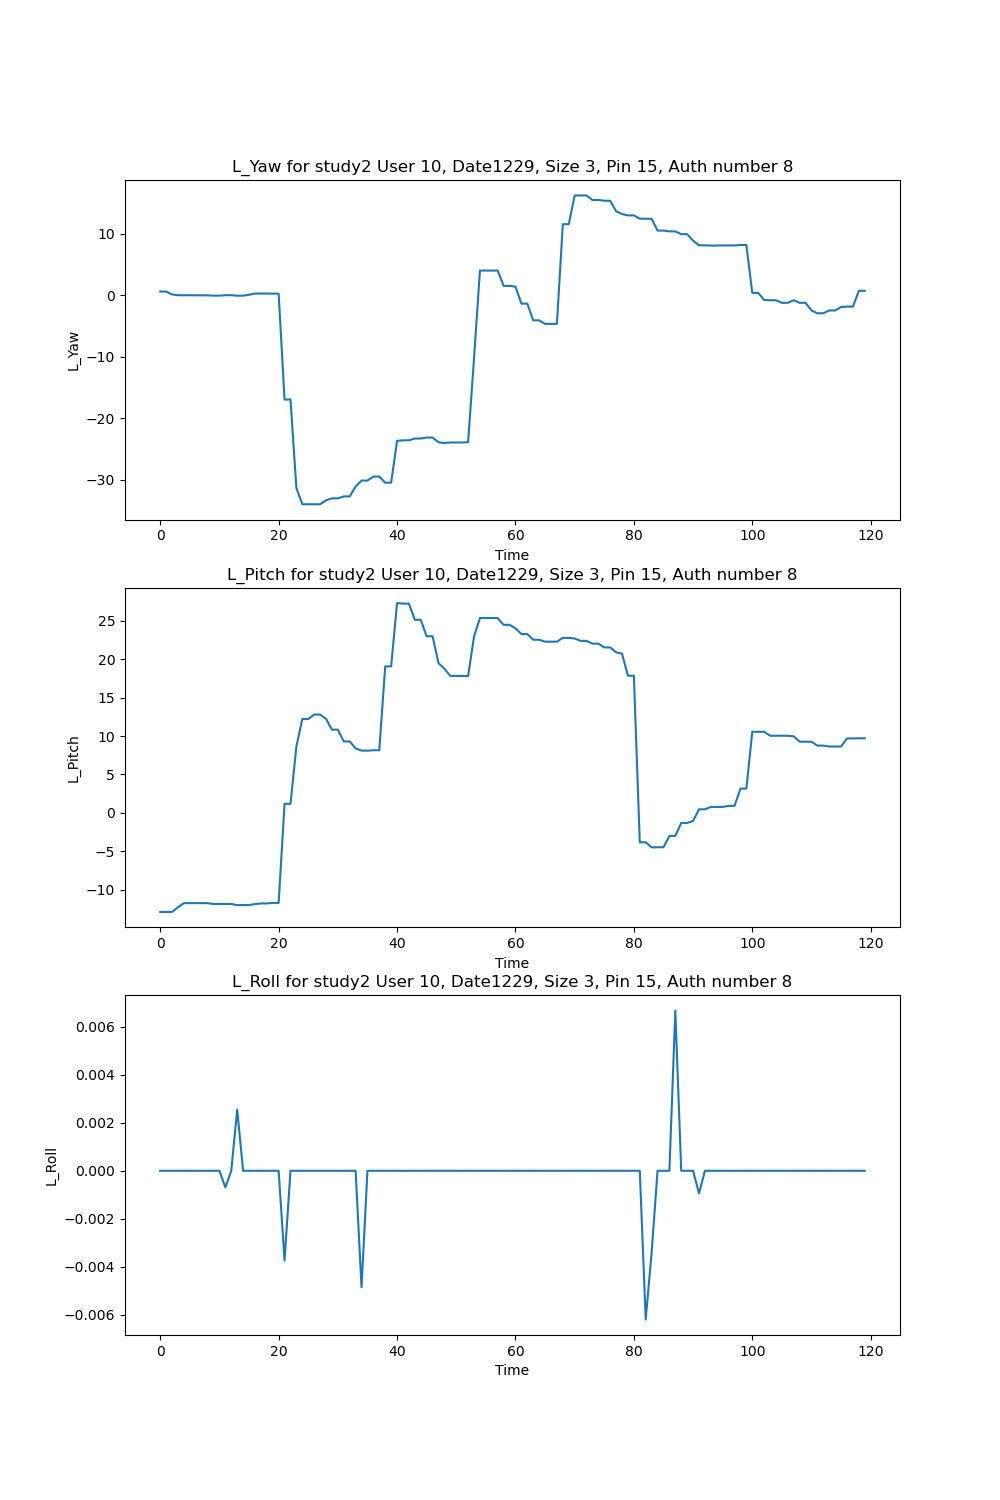 L_Yaw for study2 User 10, Date1229, Size 3, Pin 15, Auth number 8
10
0
−10
−20
−30
L_Yaw
0 20 40 60 80 100 120
Time
L_Pitch for study2 User 10, Date1229, Size 3, Pin 15, Auth number 8
25
20
15
10
5
0
−5
−10
L_Pitch
0 20 40 60 80 100 120
Time
L_Roll for study2 User 10, Date1229, Size 3, Pin 15, Auth number 8
0.006
0.004
0.002
0.000
−0.002
−0.004
−0.006
L_Roll
0 20 40 60 80 100 120
Time